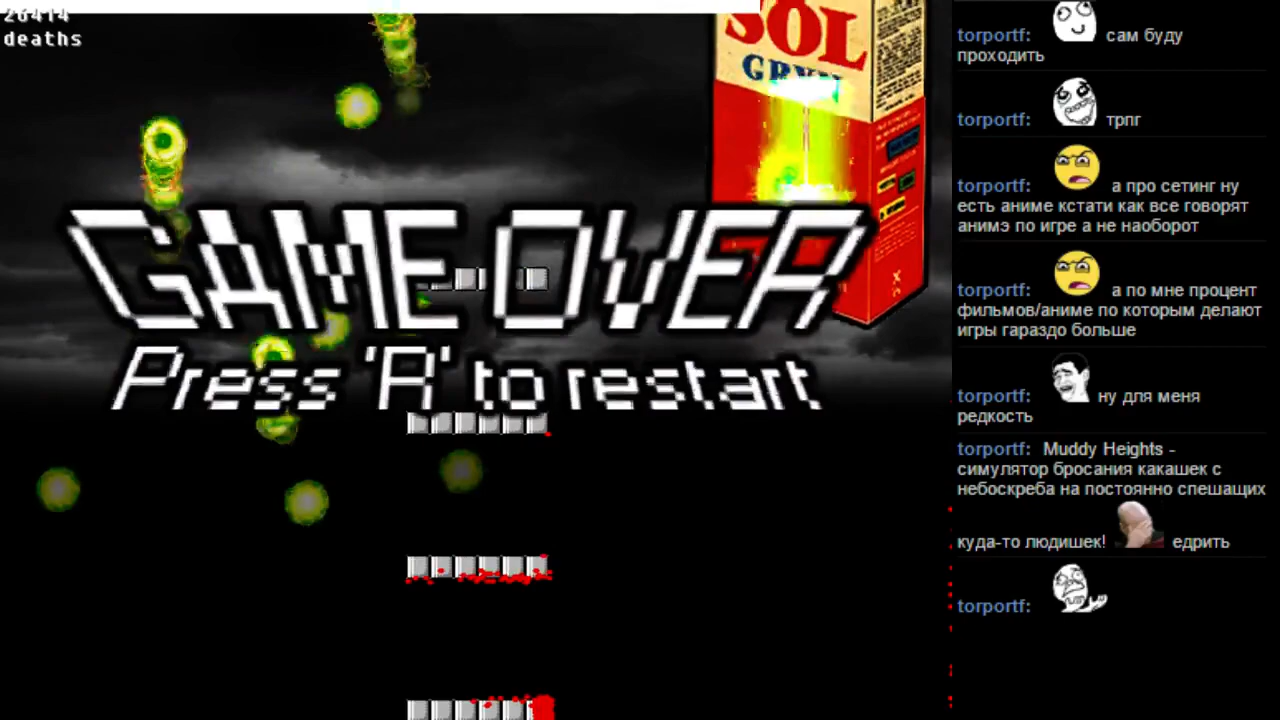 26414
deaths
SOL
GAME OVER
Press 'R' to restart
torportf: сам буду
проходить
torportf: трпг
torportf: а про сетинг ну
есть аниме кстати как все говорят
анимэ по игре а не наоборот
torportf: а по мне процент
фильмов/аниме по которым делают
игры гараздо больше
torportf: ну для меня
редкость
torportf: Muddy Heights -
симулятор бросания какашек с
небоскреба на постоянно спешащих
куда-то людишек! едрить
torportf: